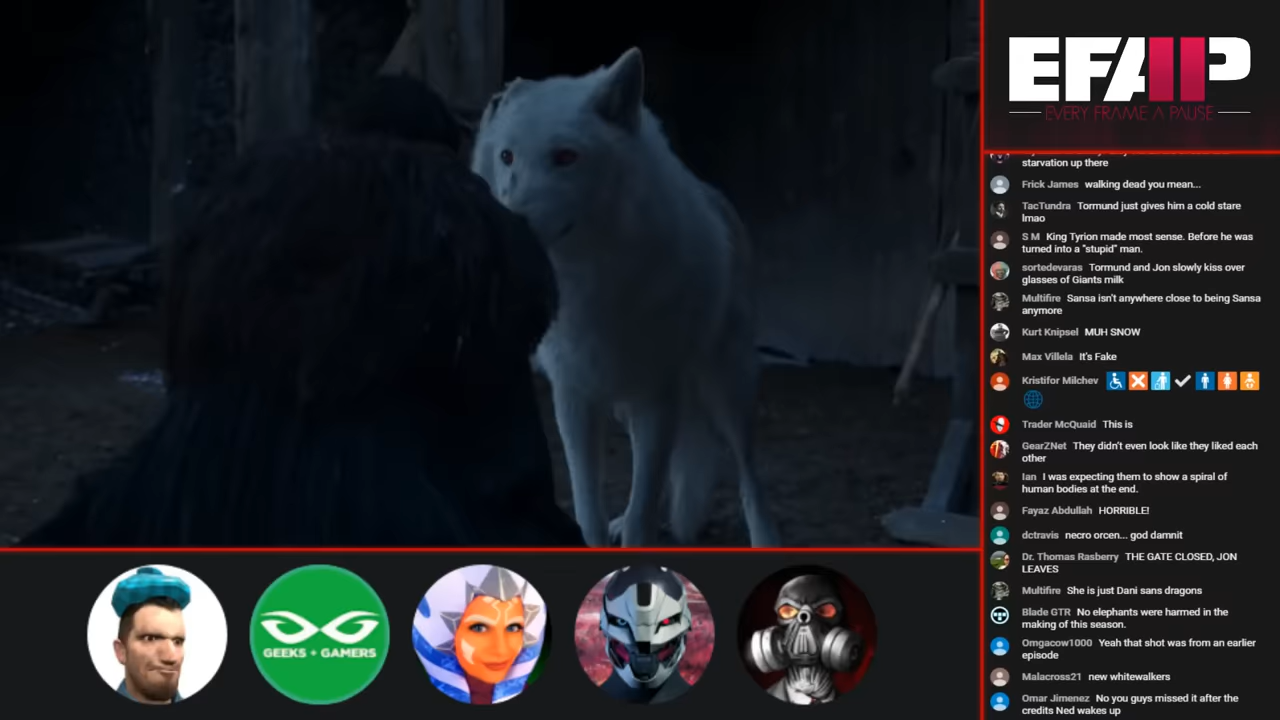 EFAP
EVERY FRAME A PAUSE
starvation up there
Frick James walking dead you mean...
TacTundra Tormund just gives him a cold stare
lmao
S M King Tyrion made most sense. Before he was
turned into a "stupid" man.
sortedevaras Tormund and Jon slowly kiss over
glasses of Giants milk
Multifire Sansa isn't anywhere close to being Sansa
anymore
Kurt Knipsel MUH SNOW
Max Villela It's Fake
Kristifor Milchev
Trader McQuaid This is
GearZNet They didn't even look like they liked each
other
Ian I was expecting them to show a spiral of
human bodies at the end.
Fayaz Abdullah HORRIBLE!
dctravis necro orcen... god damnit
Dr. Thomas Rasberry THE GATE CLOSED, JON
LEAVES
Multifire She is just Dani sans dragons
Blade GTR No elephants were harmed in the
making of this season.
Omgacow1000 Yeah that shot was from an earlier
episode
Malacross21 new whitewalkers
Omar Jimenez No you guys missed it after the
credits Ned wakes up
GEEKS + GAMERS